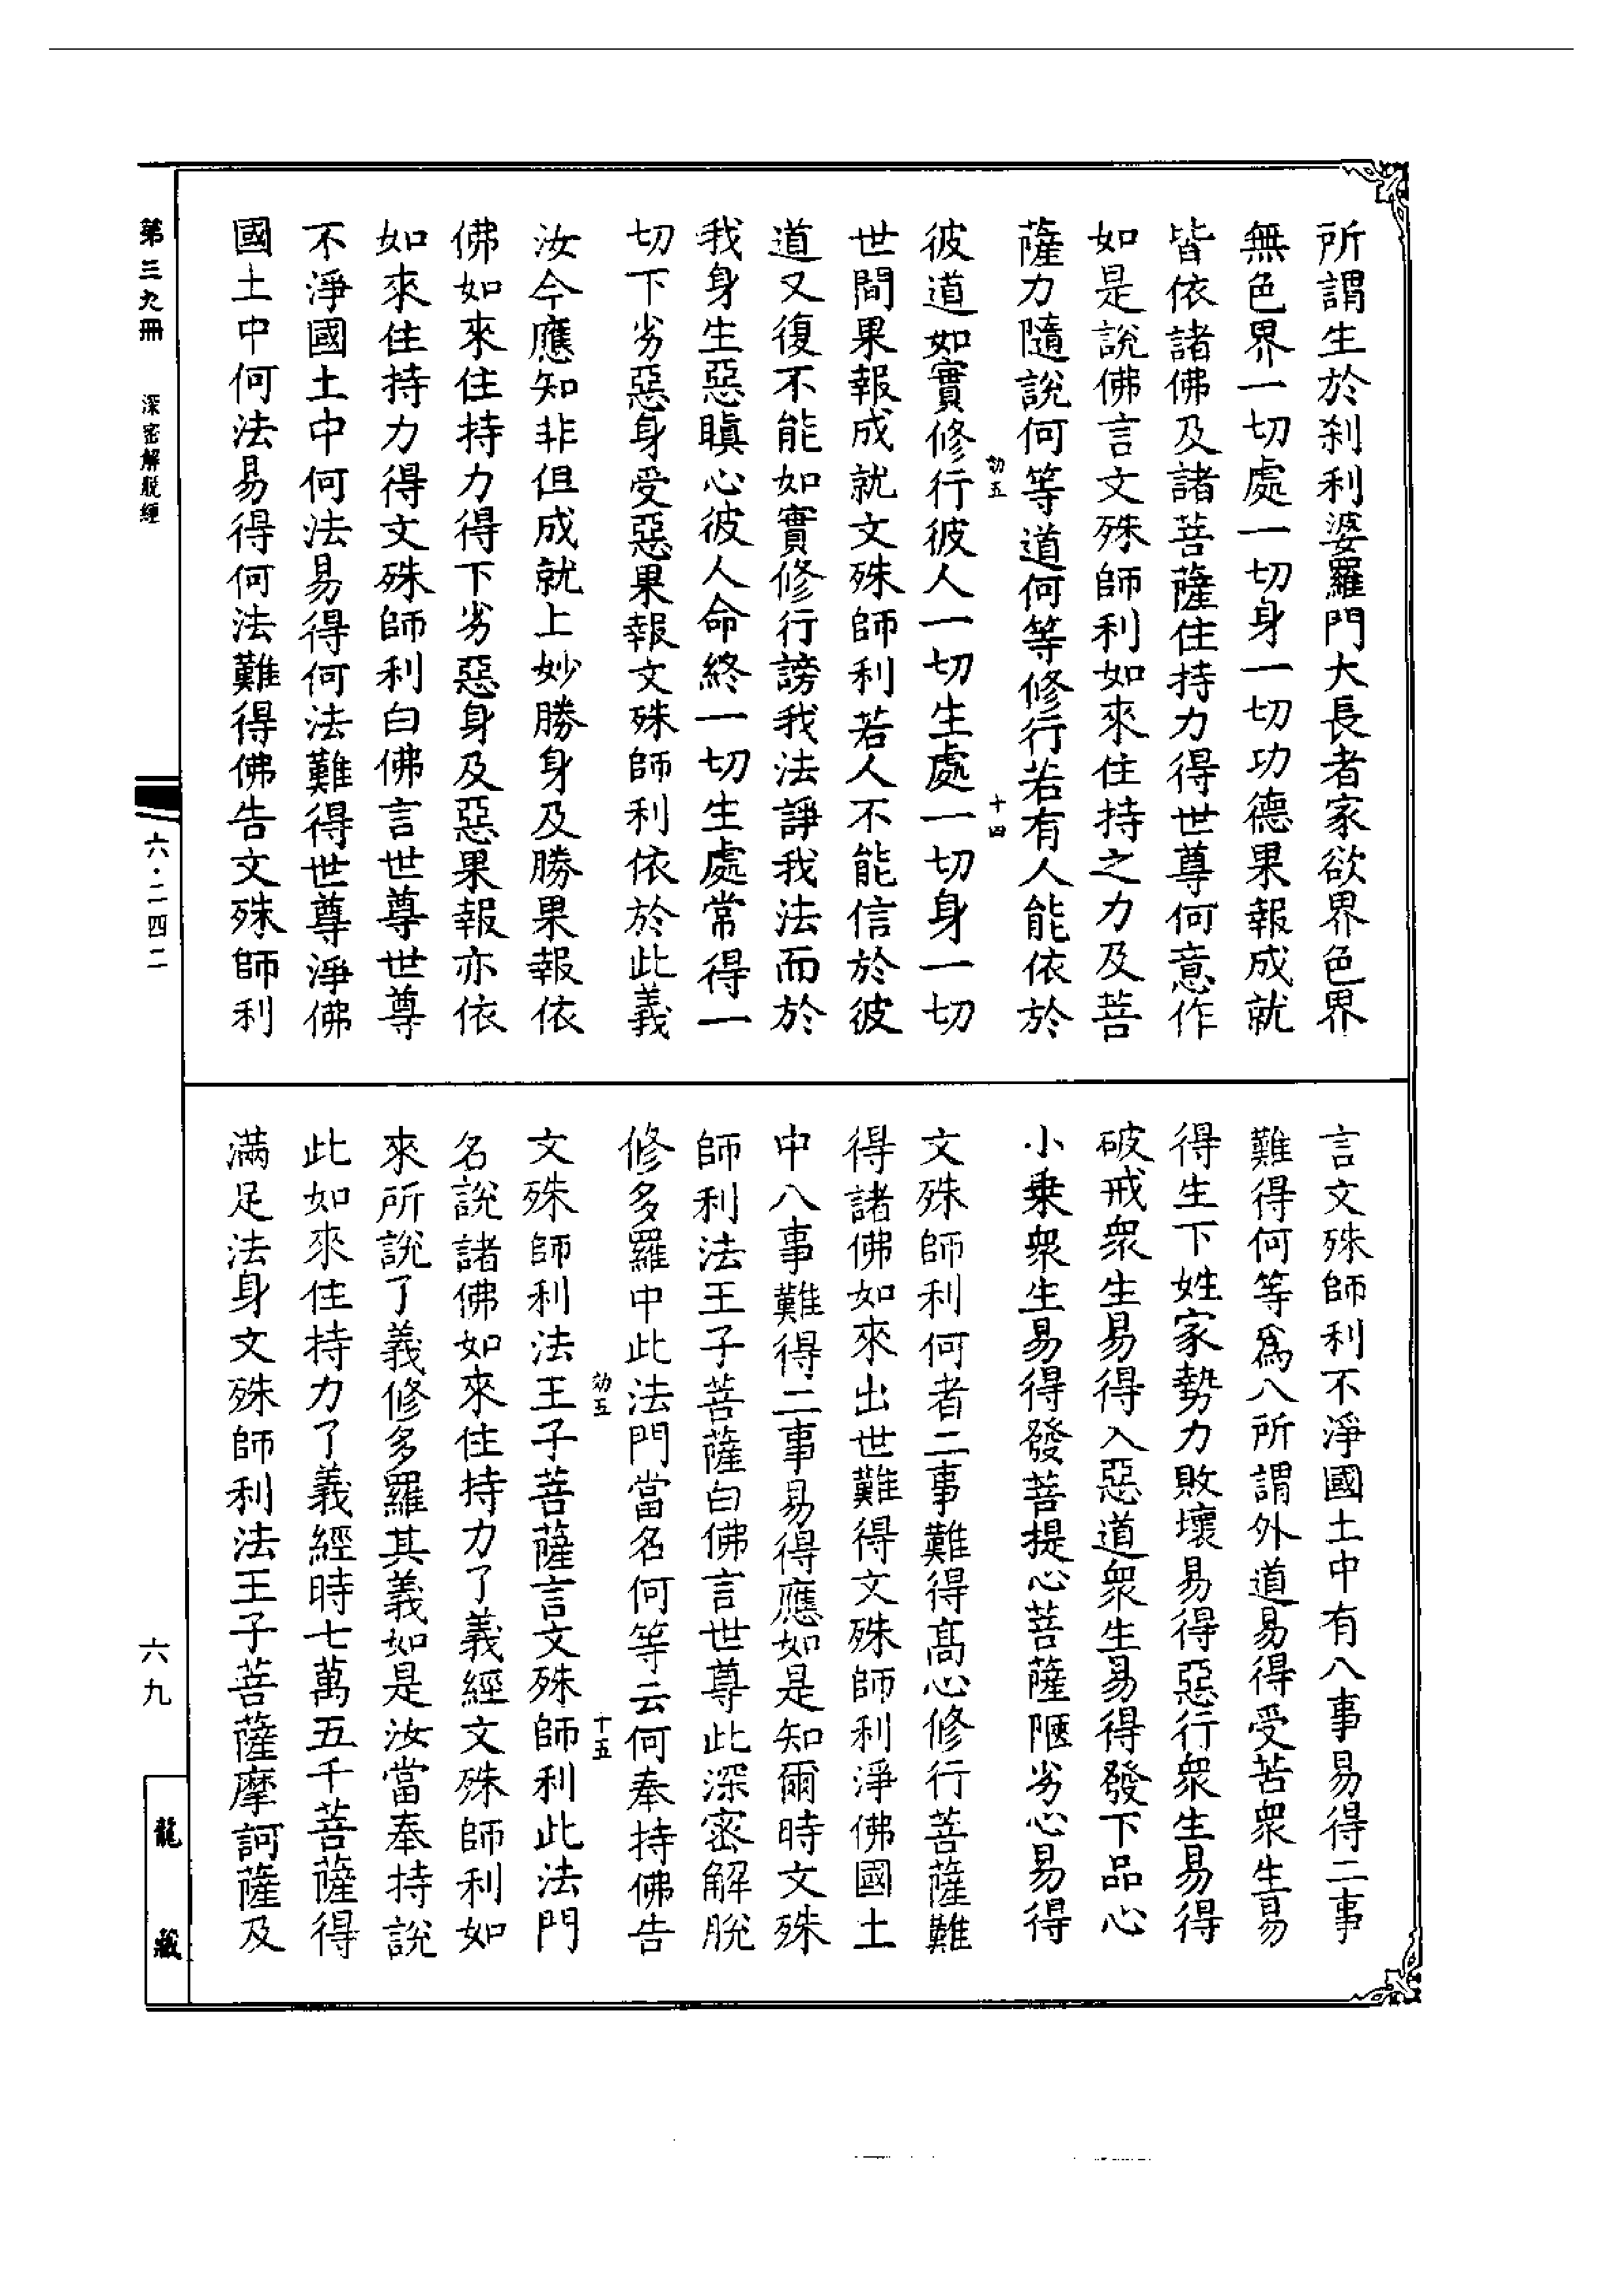 所謂生於刹利婆羅門大長者家欲界色界
無色界一切處一切身一切功德果報成就
皆依諸佛及諸菩薩住持力得世尊何意作
如是說佛言文殊師利如來住持之力及菩
薩力隨說何等道何等修行若有人能依於
効五
十四
彼道如實修行彼人一切生處一切身一切
世間果報成就文殊師利若人不能信於彼
道又復不能如實修行謗我法諍我法而於
我身生惡瞋心彼人命終一切生處常得一
切下劣惡身受惡果報文殊師利依於此義
汝今應知非但成就上妙勝身及勝果報依
佛如來住持力得下劣惡身及惡果報亦依
如來住持力得文殊師利白佛言世尊世尊
不淨國土中何法易得何法難得世尊淨佛
國土中何法易得何法難得佛告文殊師利
言文殊師利不淨國土中有八事易得二事
難得何等爲八所謂外道易得受苦衆生易
得生下姓家勢力敗壞易得惡行衆生易得
破戒衆生易得入惡道衆生易得發下品心
小乗衆生易得發菩提心菩薩陋劣心易得
文殊師利何者二事難得髙心修行菩薩難
得諸佛如來出世難得文殊師利淨佛國土
中八事難得二事易得應如是知爾時文殊
師利法王子菩薩白佛言世尊此深密解脫
修多羅中此法門當名何等云何奉持佛告
効五
十五
文殊師利法王子菩薩言文殊師利此法門
名說諸佛如來住持力了義經文殊師利如
來所說了義修多羅其義如是汝當奉持說
此如來住持力了義經時七萬五千菩薩得
滿足法身文殊師利法王子菩薩摩訶薩及
第三九冊
深密解脫經
六・二四二
六九
龍藏